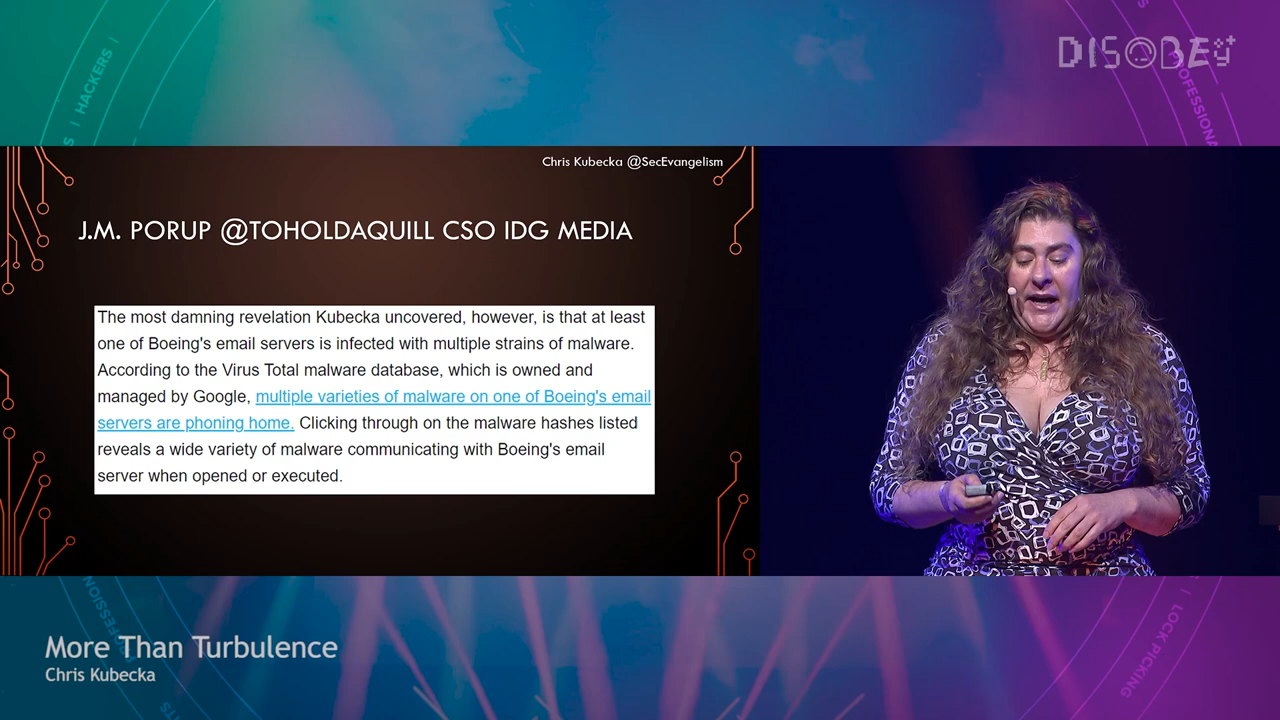 HACKERS |
DISOBEY
PROFESSIONA
Chris Kubecka @SecEvangelism
J.M. PORUP @TOHOLDAQUILL CSO IDG MEDIA
The most damning revelation Kubecka uncovered, however, is that at least
one of Boeing's email servers is infected with multiple strains of malware.
According to the Virus Total malware database, which is owned and
managed by Google, multiple varieties of malware on one of Boeing's email
servers are phoning home. Clicking through on the malware hashes listed
reveals a wide variety of malware communicating with Boeing's email
server when opened or executed.
More Than Turbulence
Chris Kubecka
| LOCK PICKING